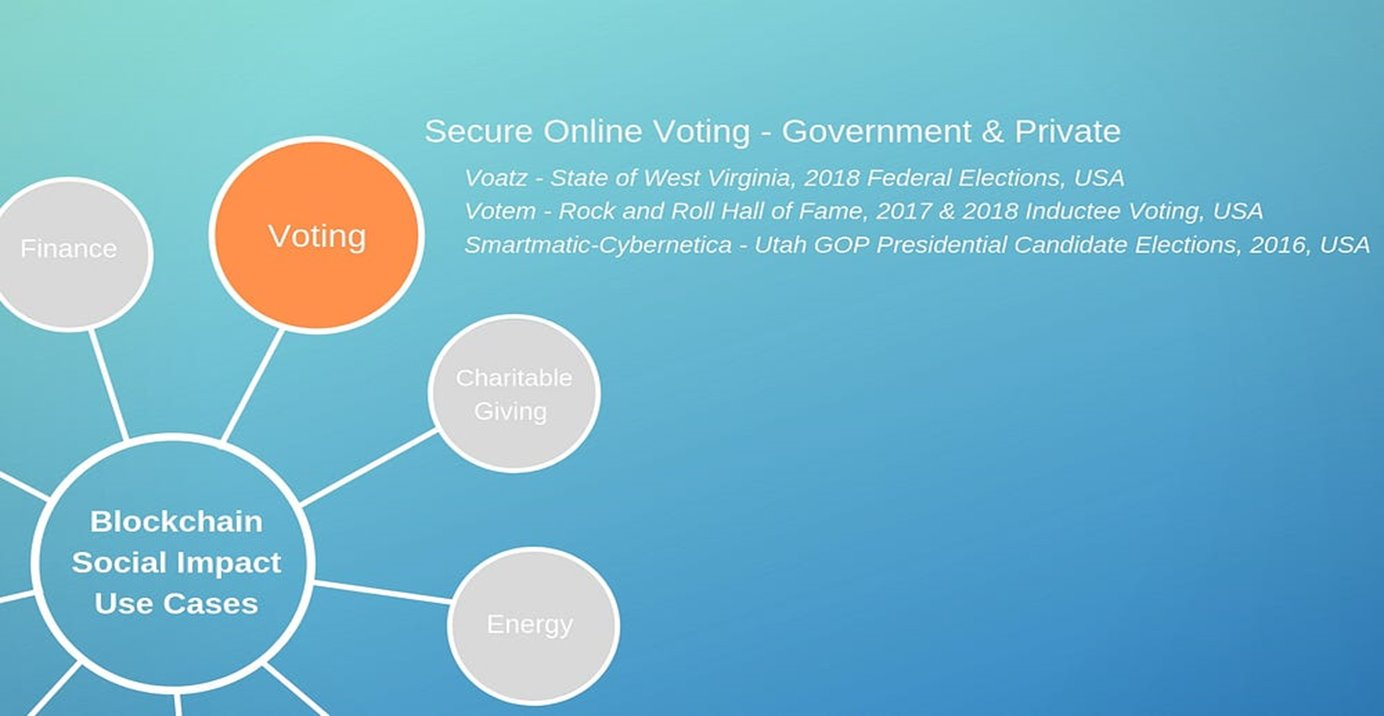 Secure Online Voting - Government & Private
Voatz - State of West Virginia, 2018 Federal Elections, USA
Votem - Rock and Roll Hall of Fame, 2017 & 2018 Inductee Voting, USA
Smartmatic-Cybernetica - Utah GOP Presidential Candidate Elections, 2016, USA
Finance
Voting
Charitable
Giving
Blockchain
Social Impact
Use Cases
Energy